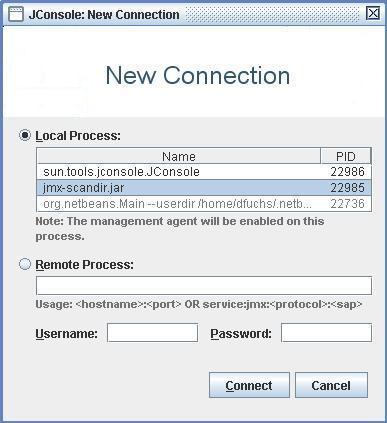 JConsole: New Connection
New Connection
Local Process:
Name PID
sun.tools.jconsole.JConsole 22986
jmx-scandir.jar 22985
org.netbeans.Main --userdir /home/dfuchs/.netb... 22736
Note: The management agent will be enabled on this
process.
Remote Process:
Usage: <hostname>:<port> OR service:jmx:<protocol>:<sap>
Username: Password:
Connect Cancel